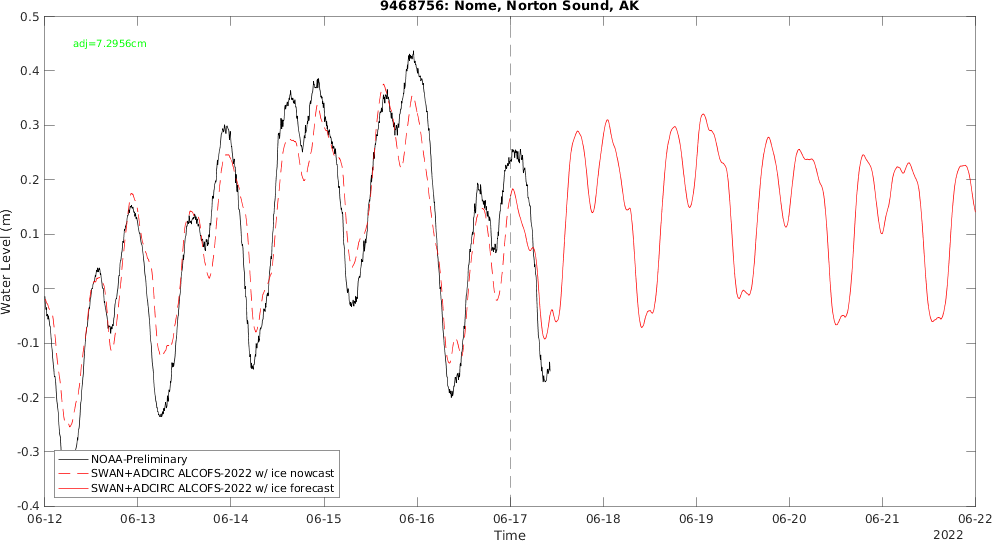 9468756: Nome, Norton Sound, AK
adj=7.2956cm
0.5
0.4
0.3
0.2
0.1
0
-0.1
-0.2
-0.3
-0.4
Water Level (m)
NOAA-Preliminary
SWAN+ADCIRC ALCOFS-2022 w/ ice nowcast
SWAN+ADCIRC ALCOFS-2022 w/ ice forecast
06-12 06-13 06-14 06-15 06-16 06-17 06-18 06-19 06-20 06-21 06-22
Time
2022